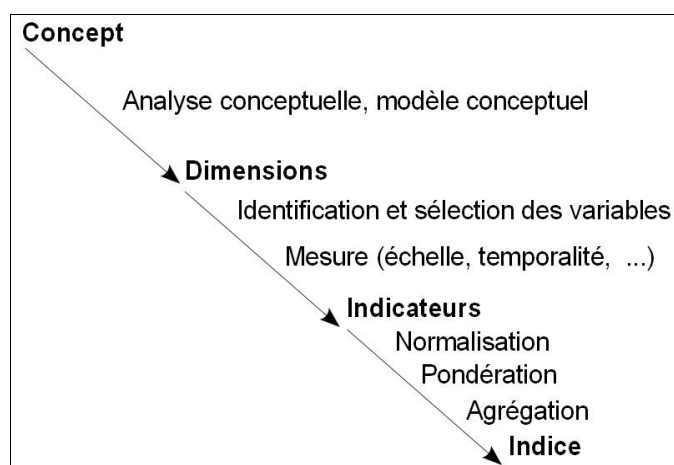 Concept
Analyse conceptuelle, modèle conceptuel
Dimensions
Identification et sélection des variables
Mesure (échelle, temporalité, ...)
Indicateurs
Normalisation
Pondération
Agrégation
Indice